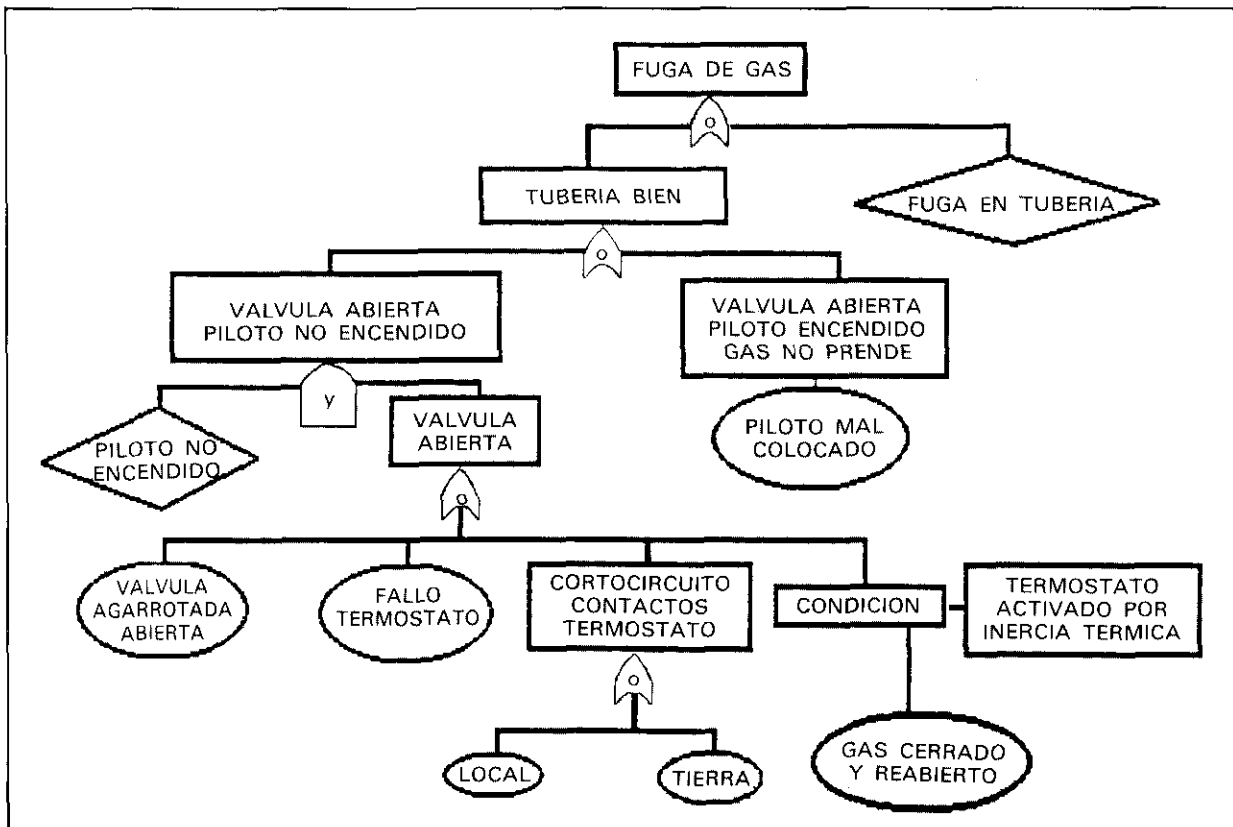 FUGA DE GAS
o
TUBERIA BIEN
FUGA EN TUBERIA
o
VALVULA ABIERTA
PILOTO NO ENCENDIDO
VALVULA ABIERTA
PILOTO ENCENDIDO
GAS NO PRENDE
y
PILOTO NO
ENCENDIDO
VALVULA
ABIERTA
PILOTO MAL
COLOCADO
o
VALVULA
AGARROTADA
ABIERTA
FALLO
TERMOSTATO
CORTOCIRCUITO
CONTACTOS
TERMOSTATO
CONDICION
TERMOSTATO
ACTIVADO POR
INERCIA TERMICA
o
LOCAL
TIERRA
GAS CERRADO
Y REABIERTO